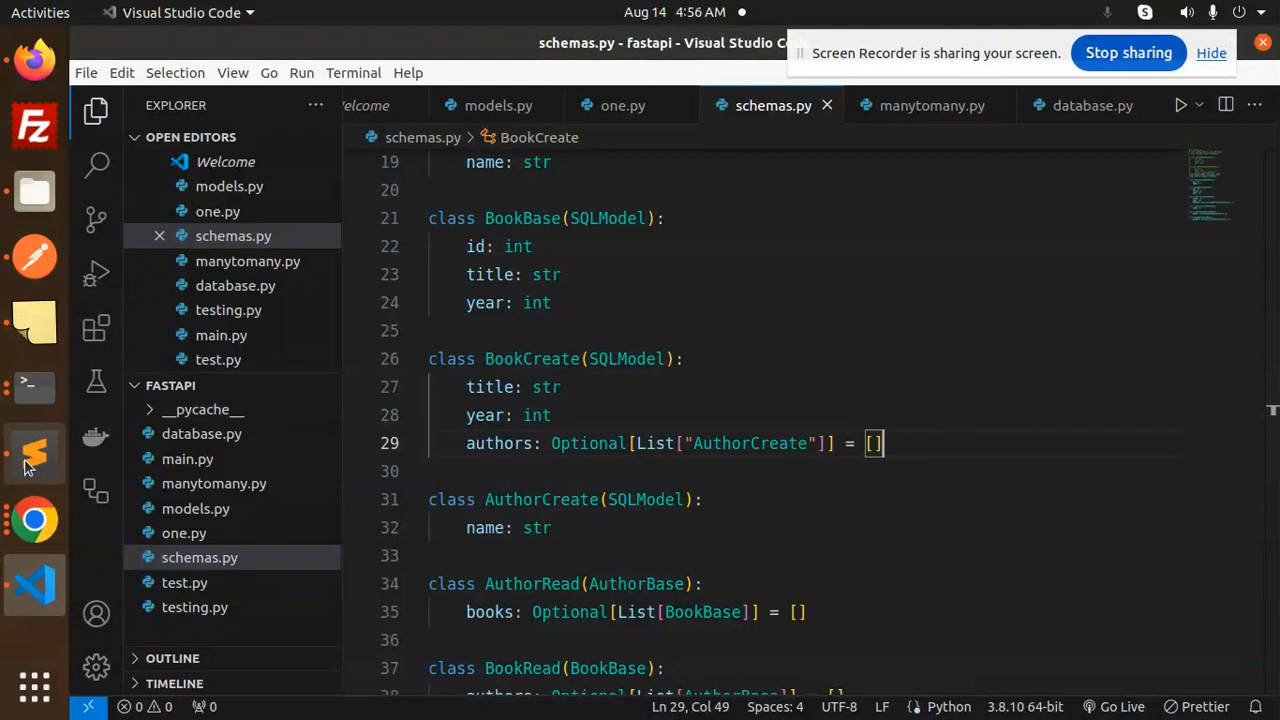 Activities
Visual Studio Code
Aug 14 4:56 AM
schemas.py - fastapi - Visual Studio Co
Screen Recorder is sharing your screen.
Stop sharing
Hide
File Edit Selection View Go Run Terminal Help
EXPLORER
OPEN EDITORS
Welcome
models.py
one.py
schemas.py
manytomany.py
database.py
testing.py
main.py
test.py
FASTAPI
__pycache__
database.py
main.py
manytomany.py
models.py
one.py
schemas.py
test.py
testing.py
OUTLINE
TIMELINE
elcome
models.py
one.py
schemas.py
manytomany.py
database.py
schemas.py > BookCreate
19 name: str
20
21 class BookBase(SQLModel):
22 id: int
23 title: str
24 year: int
25
26 class BookCreate(SQLModel):
27 title: str
28 year: int
29 authors: Optional[List["AuthorCreate"]] = []
30
31 class AuthorCreate(SQLModel):
32 name: str
33
34 class AuthorRead(AuthorBase):
35 books: Optional[List[BookBase]] = []
36
37 class BookRead(BookBase):
38 authors: Optional[List[AuthorBase]] = []
0 0 0
Ln 29, Col 49 Spaces: 4 UTF-8 LF Python 3.8.10 64-bit Go Live Prettier